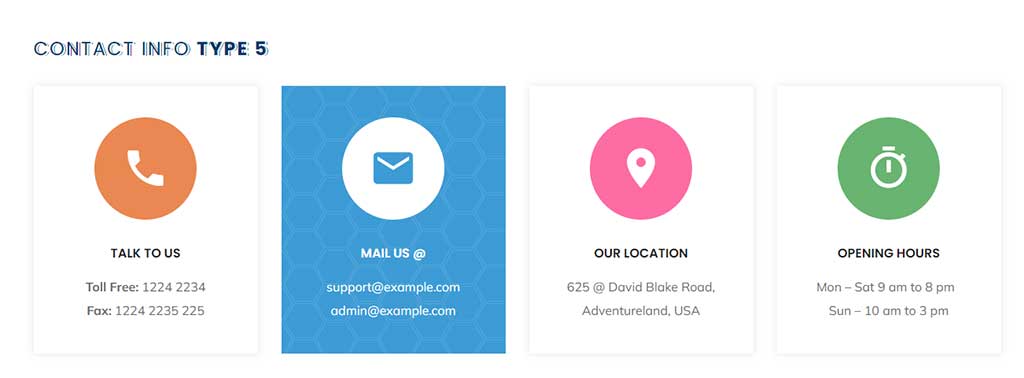 CONTACT INFO TYPE 5
TALK TO US
Toll Free: 1224 2234
Fax: 1224 2235 225
MAIL US @
support@example.com
admin@example.com
OUR LOCATION
625 @ David Blake Road,
Adventureland, USA
OPENING HOURS
Mon – Sat 9 am to 8 pm
Sun – 10 am to 3 pm